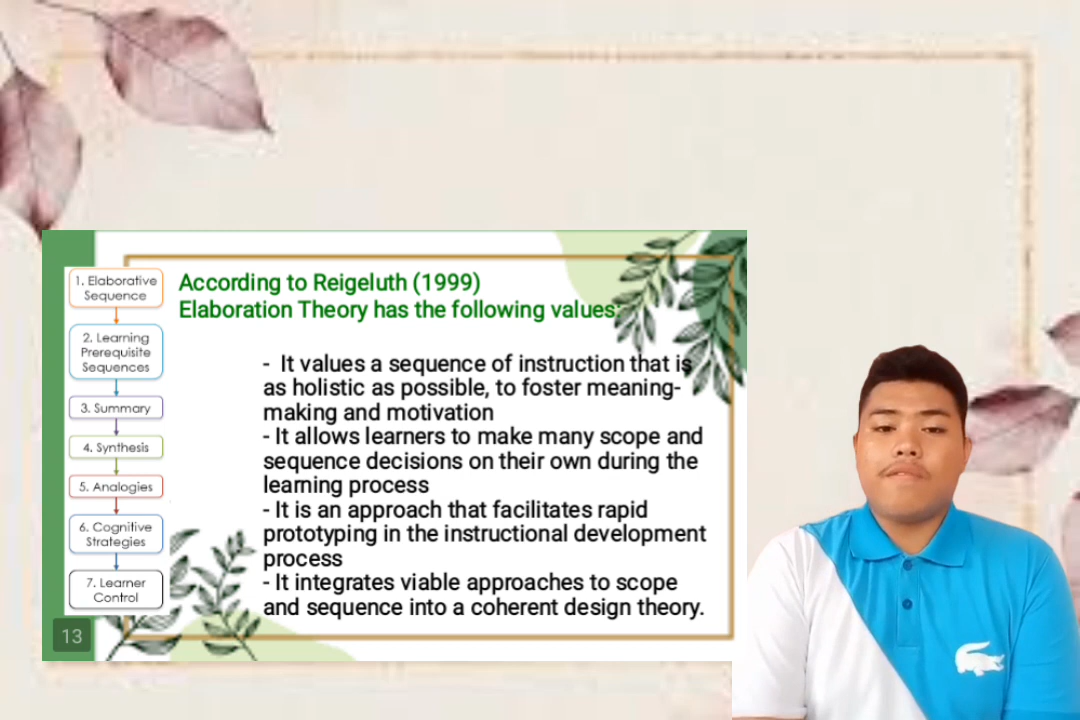 1. Elaborative
Sequence
2. Learning
Prerequisite
Sequences
3. Summary
4. Synthesis
5. Analogies
6. Cognitive
Strategies
7. Learner
Control
13
According to Reigeluth (1999)
Elaboration Theory has the following values:
- It values a sequence of instruction that is
as holistic as possible, to foster meaning-
making and motivation
- It allows learners to make many scope and
sequence decisions on their own during the
learning process
- It is an approach that facilitates rapid
prototyping in the instructional development
process
- It integrates viable approaches to scope
and sequence into a coherent design theory.